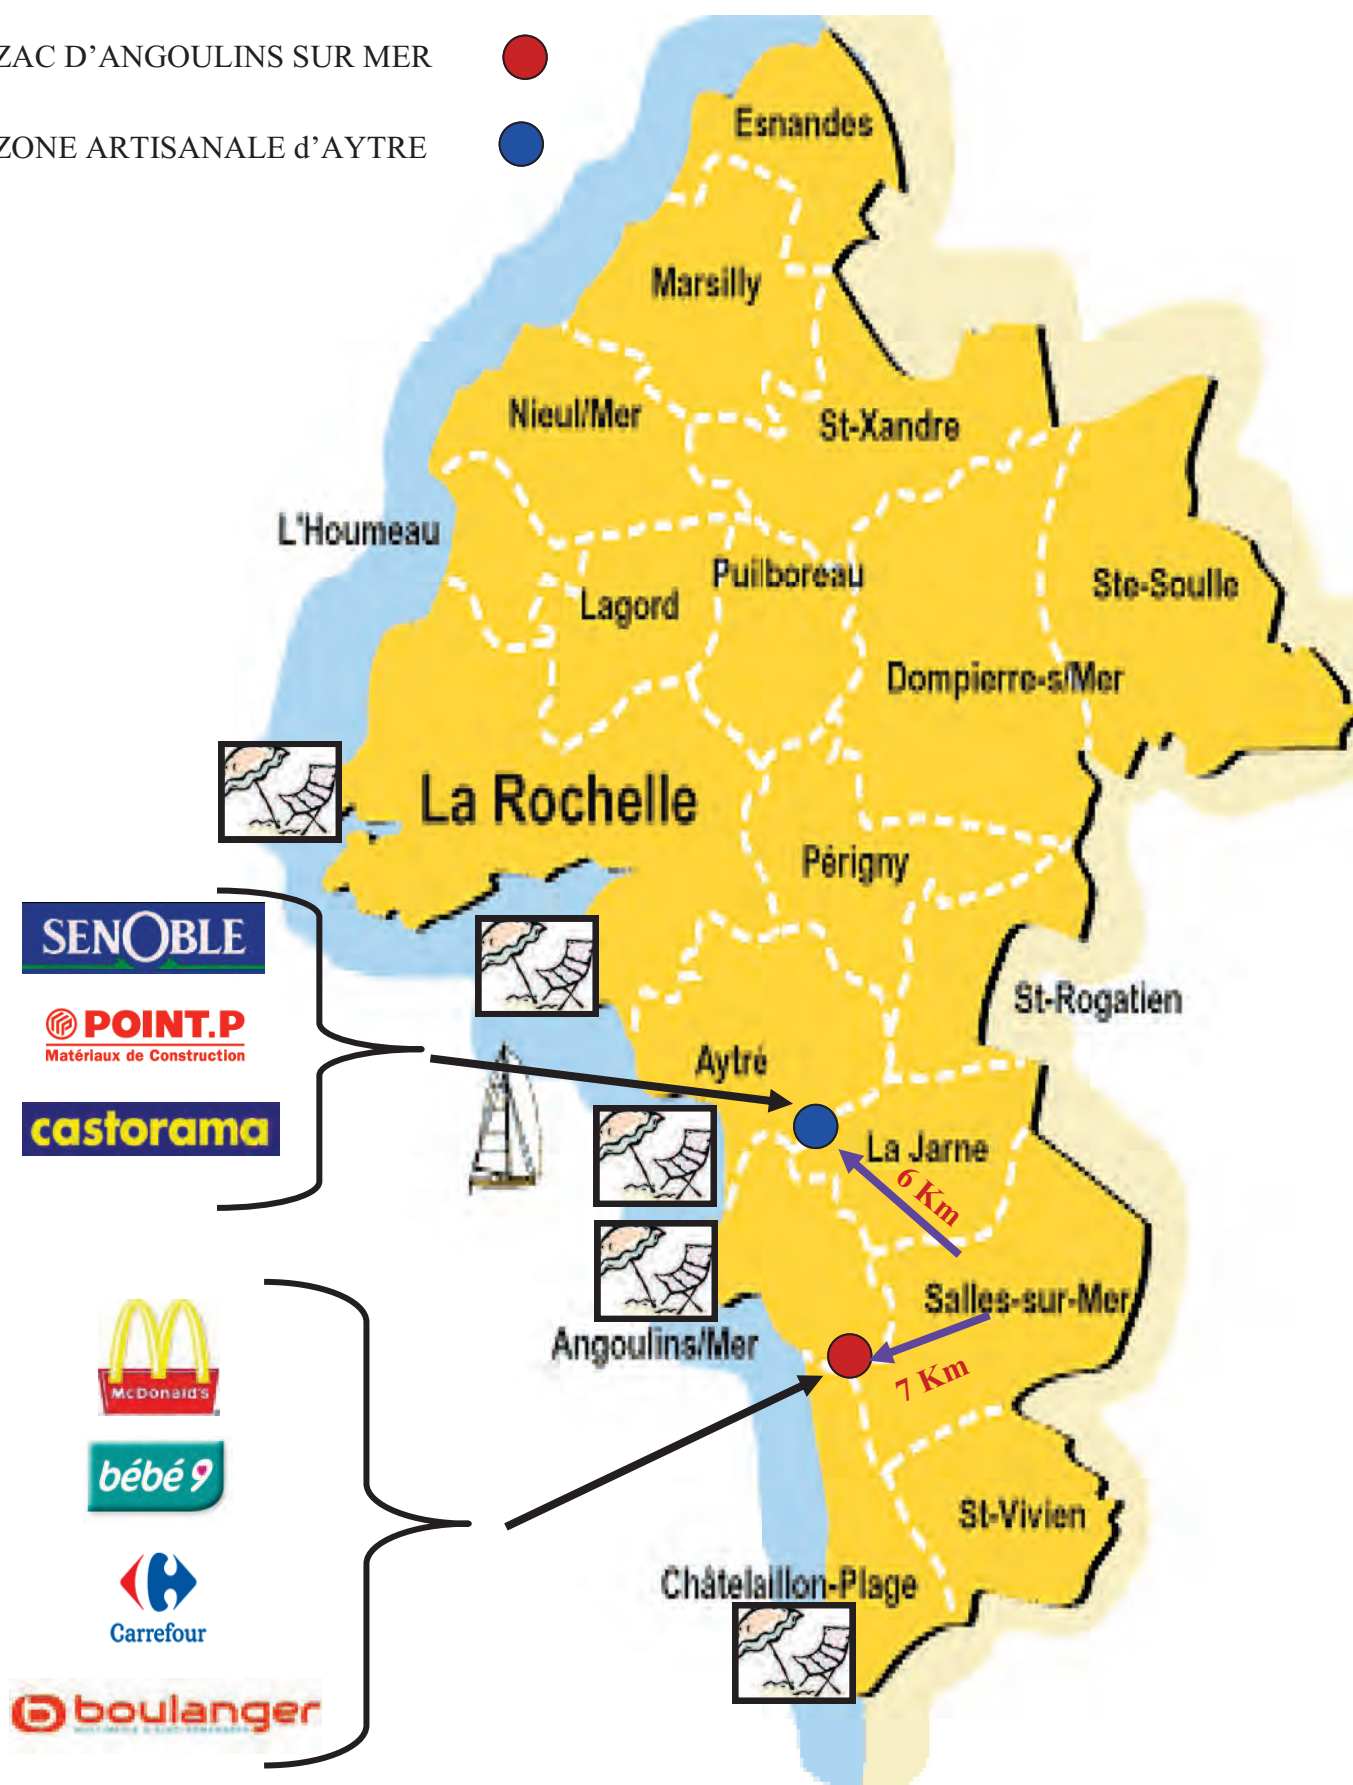 ZAC D'ANGOULINS SUR MER
ZONE ARTISANALE d'AYTRE
Esnandes
Marsilly
Nieul/Mer
St-Xandre
L'Houmeau
Puilboreau
Lagord
Ste-Soulle
Dompierre-s/Mer
La Rochelle
Périgny
SENOBLE
St-Rogatien
POINT.P
Matériaux de Construction
Aytré
castorama
La Jarne
6 Km
Salles-sur-Mer
Angoulins/Mer
7 Km
McDonald's
bébé 9
St-Vivien
Châtelaillon-Plage
Carrefour
boulanger